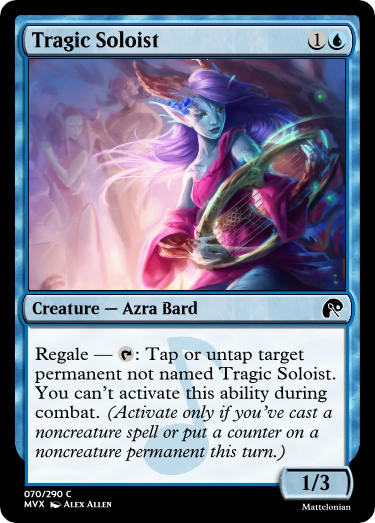 Tragic Soloist 1
Creature — Azra Bard
Regale — : Tap or untap target
permanent not named Tragic Soloist.
You can't activate this ability during
combat. (Activate only if you've cast a
noncreature spell or put a counter on a
noncreature permanent this turn.)
1/3
070/290 C
MVX Alex Allen
Mattelonian